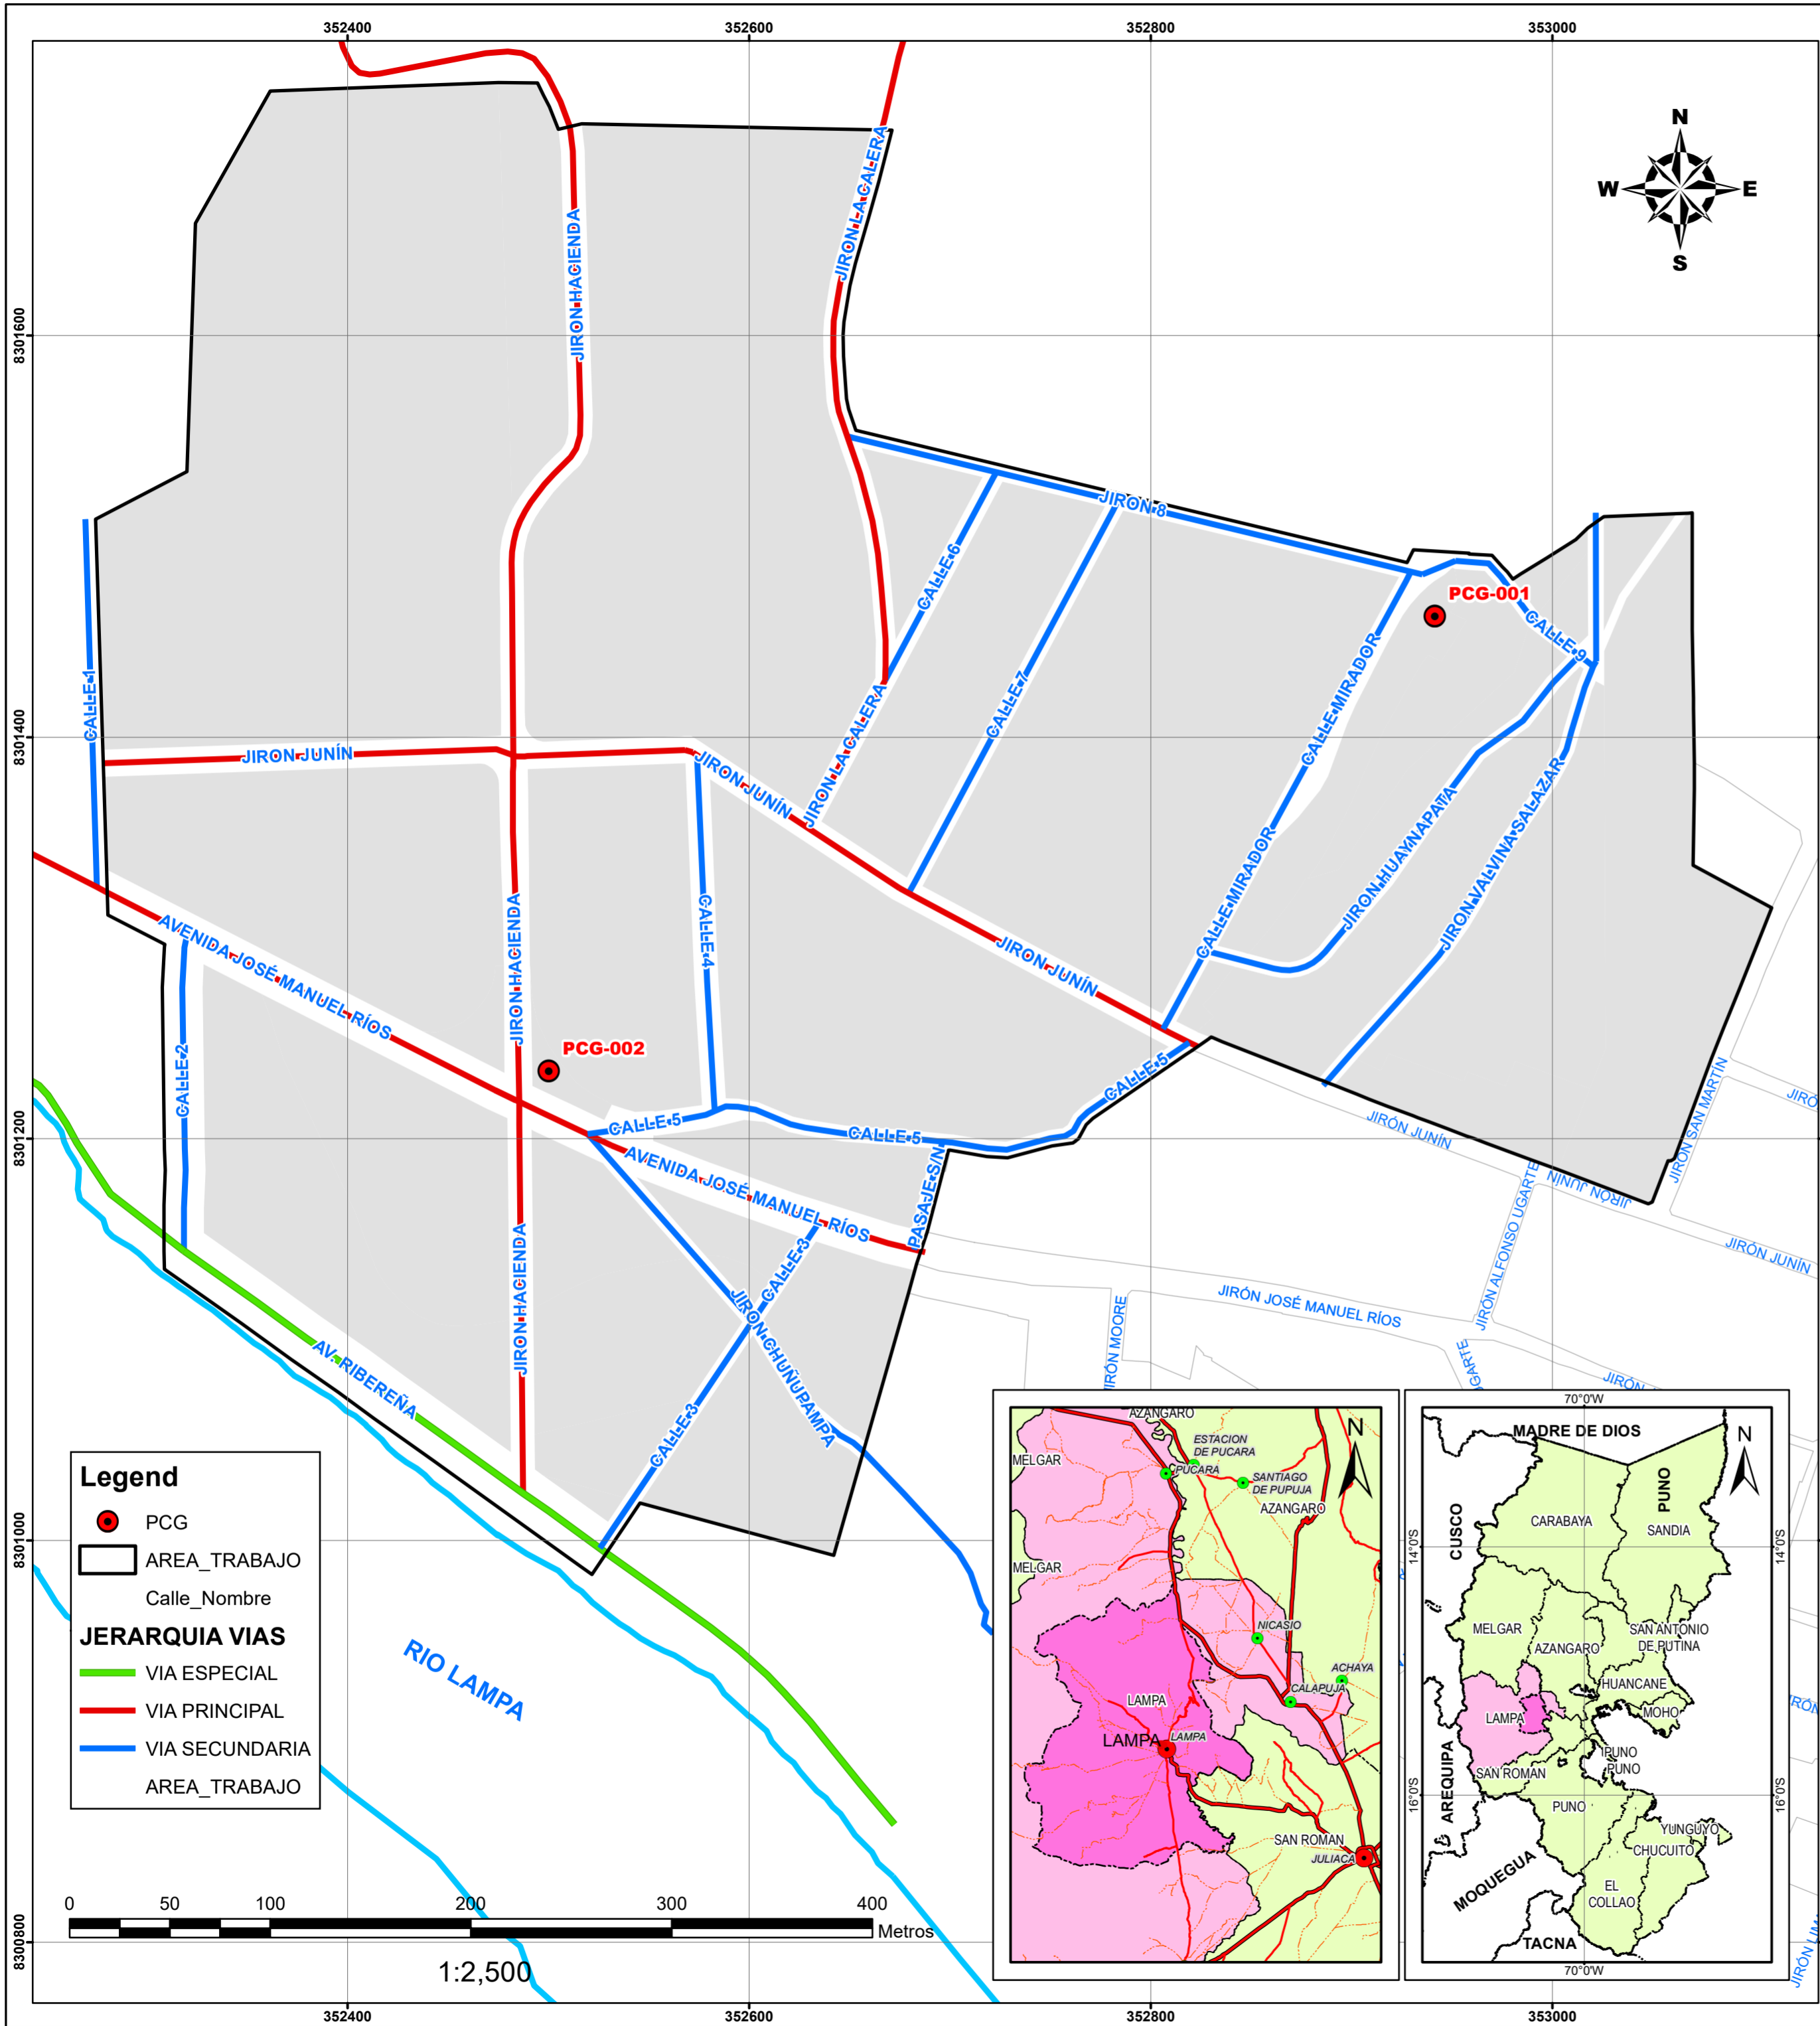 352400
352600
352800
353000
N
W
E
S
JIRON LA CALERA
JIRON HACIENDA
8301600
8301600
JIRON 8
CALLE 6
PCG-001
CALLE 9
CALLE 1
CALLE 7
CALLE MIRADOR
JIRON LA CALERA
8301400
JIRON JUNÍN
JIRON JUNÍN
JIRON HUAYNAPATA
JIRON VALVINA SALAZAR
CALLE MIRADOR
CALLE 4
JIRON HACIENDA
AVENIDA JOSÉ MANUEL RÍOS
JIRON JUNÍN
CALLE 2
PCG-002
CALLE 5
CALLE 5
CALLE 5
8301200
JIRÓN JUNÍN
JIRÓN SAN MARTÍN
JIRÓN JUNÍN
JIRÓN JUNÍN
JIRÓN ALFONSO UGARTE
AVENIDA JOSÉ MANUEL RÍOS
PASAJE S/N
CALLE 3
JIRON HACIENDA
JIRON CHUÑUPAMPA
JIRÓN JOSÉ MANUEL RÍOS
JIRÓN MOORE
UGARTE
JIRÓN
AV. RIBEREÑA
CALLE 3
8301000
RIO LAMPA
Legend
PCG
AREA_TRABAJO
Calle_Nombre
JERARQUIA VIAS
VIA ESPECIAL
VIA PRINCIPAL
VIA SECUNDARIA
AREA_TRABAJO
AZANGARO
N
MELGAR
ESTACION
DE PUCARA
PUCARA
SANTIAGO
DE PUPUJA
AZANGARO
MELGAR
NICASIO
ACHAYA
CALAPUJA
LAMPA
LAMPA
LAMPA
SAN ROMAN
JULIACA
70°0'W
MADRE DE DIOS
N
CUSCO
PUNO
CARABAYA
SANDIA
14°0'S
14°0'S
MELGAR
AZANGARO
SAN ANTONIO
DE PUTINA
HUANCANE
LAMPA
MOHO
AREQUIPA
SAN ROMAN
PUNO
PUNO
16°0'S
16°0'S
PUNO
YUNGUYO
CHUCUITO
MOQUEGUA
EL
COLLAO
TACNA
70°0'W
0
50
100
200
300
400
Metros
1:2,500
8300800
352400
352600
352800
353000